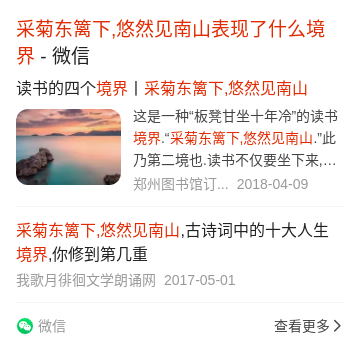 采菊东篱下,悠然见南山表现了什么境
界 - 微信
读书的四个境界丨采菊东篱下,悠然见南山
这是一种“板凳甘坐十年冷”的读书
境界.“采菊东篱下,悠然见南山.”此
乃第二境也.读书不仅要坐下来,...
郑州图书馆订... 2018-04-09
采菊东篱下,悠然见南山,古诗词中的十大人生
境界,你修到第几重
我歌月徘徊文学朗诵网 2017-05-01
微信 查看更多